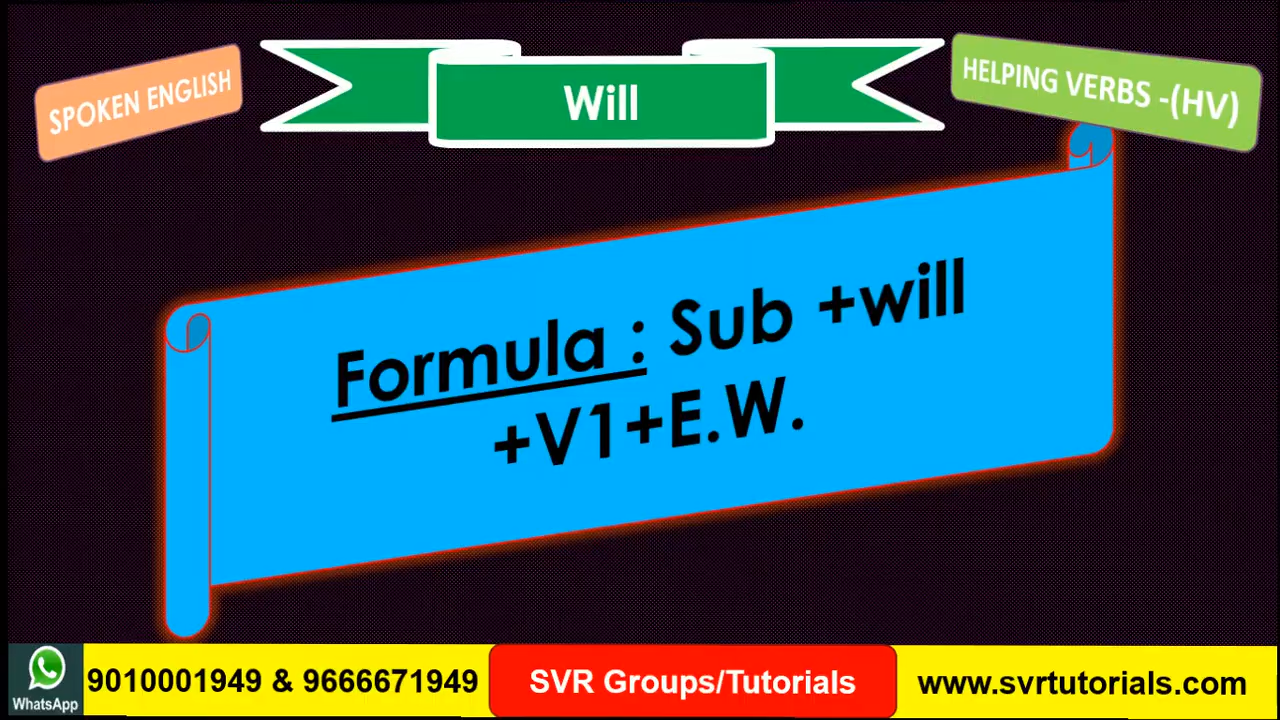 SPOKEN ENGLISH
Will
HELPING VERBS -(HV)
Formula : Sub +will
+V1+E.W.
WhatsApp
9010001949 & 9666671949
SVR Groups/Tutorials
www.svrtutorials.com